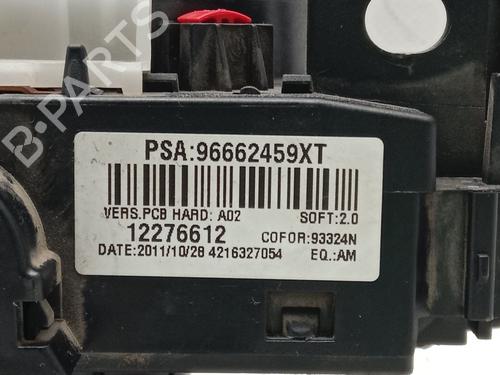 PSA:96662459XT
VERS.PCB HARD: A02 SOFT:2.0
12276612 COFOR:93324N
DATE:2011/10/28 4216327054 EQ.:AM
B-PARTS